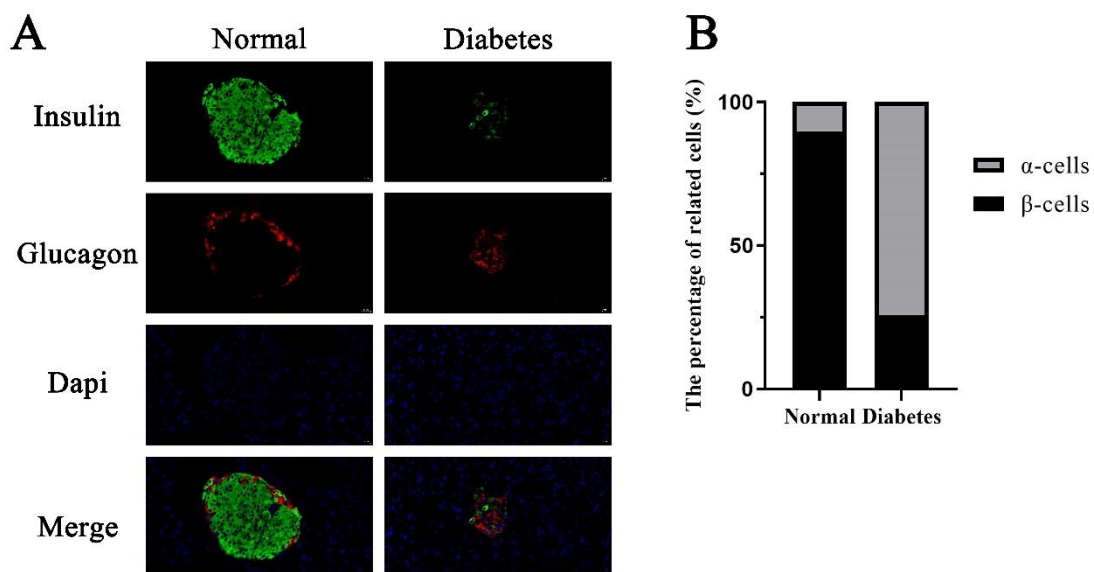 A
Normal
Diabetes
Insulin
Glucagon
Dapi
Merge
B
The percentage of related cells (%)
100
50
0
Normal Diabetes
α-cells
β-cells